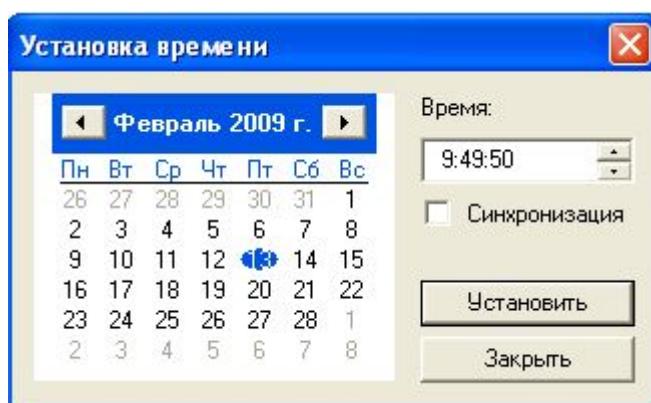 Установка времени
Февраль 2009 г.
Пн Вт Ср Чт Пт Сб Вс
26 27 28 29 30 31 1
2 3 4 5 6 7 8
9 10 11 12 13 14 15
16 17 18 19 20 21 22
23 24 25 26 27 28 1
2 3 4 5 6 7 8
Время:
9:49:50
Синхронизация
Установить
Закрыть